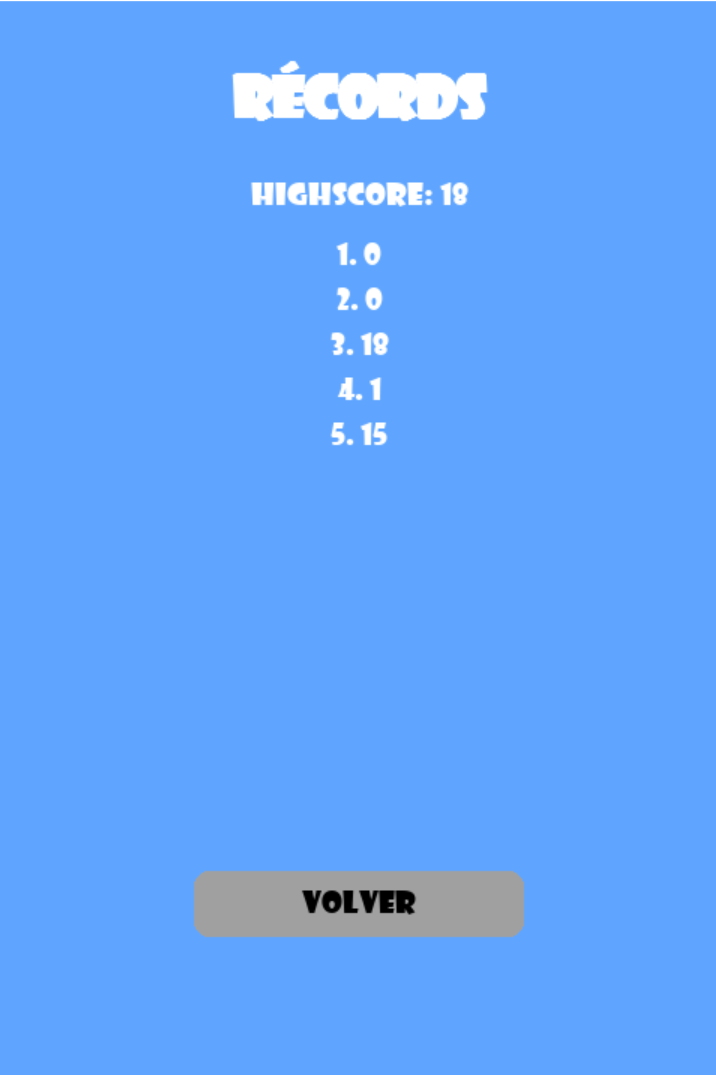 RÉCORDS
HIGHSCORE: 18
1. 0
2. 0
3. 18
4. 1
5. 15
VOLVER